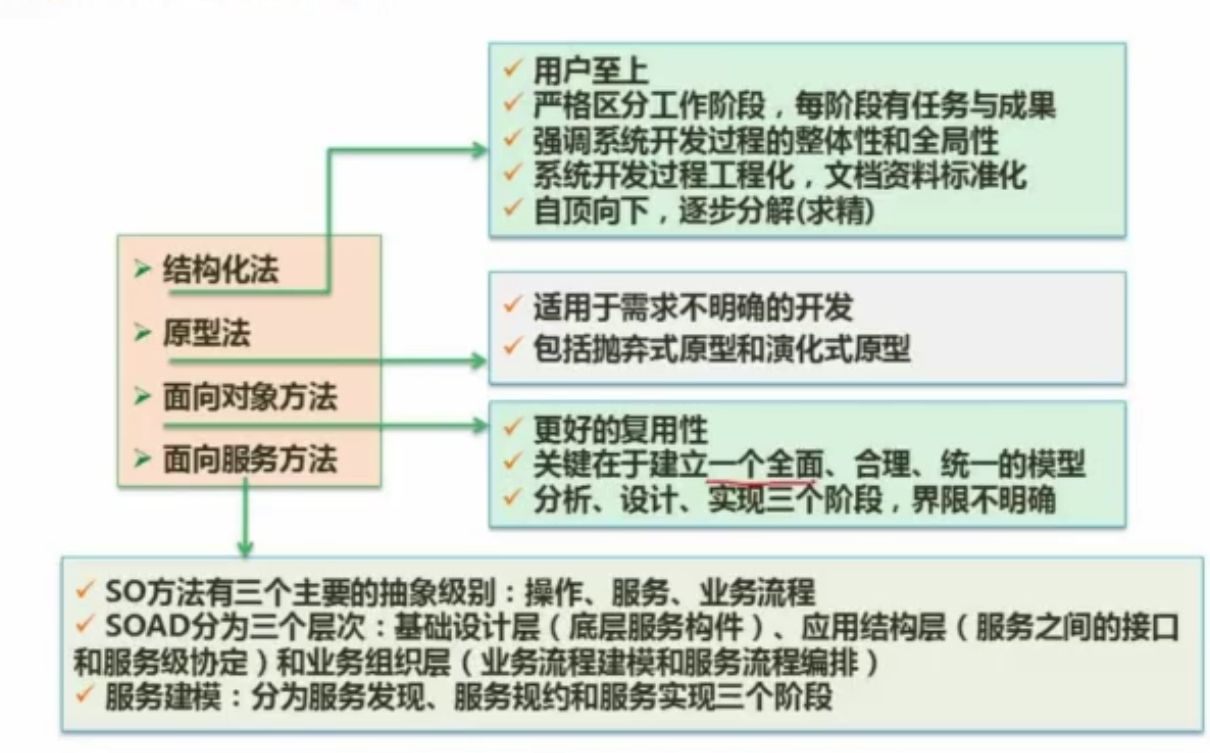 用户至上
严格区分工作阶段，每阶段有任务与成果
强调系统开发过程的整体性和全局性
系统开发过程工程化，文档资料标准化
自顶向下，逐步分解(求精)
结构化法
原型法
面向对象方法
面向服务方法
适用于需求不明确的开发
包括抛弃式原型和演化式原型
更好的复用性
关键在于建立一个全面、合理、统一的模型
分析、设计、实现三个阶段，界限不明确
SO方法有三个主要的抽象级别：操作、服务、业务流程
SOAD分为三个层次：基础设计层（底层服务构件）、应用结构层（服务之间的接口
和服务级协定）和业务组织层（业务流程建模和服务流程编排）
服务建模：分为服务发现、服务规约和服务实现三个阶段